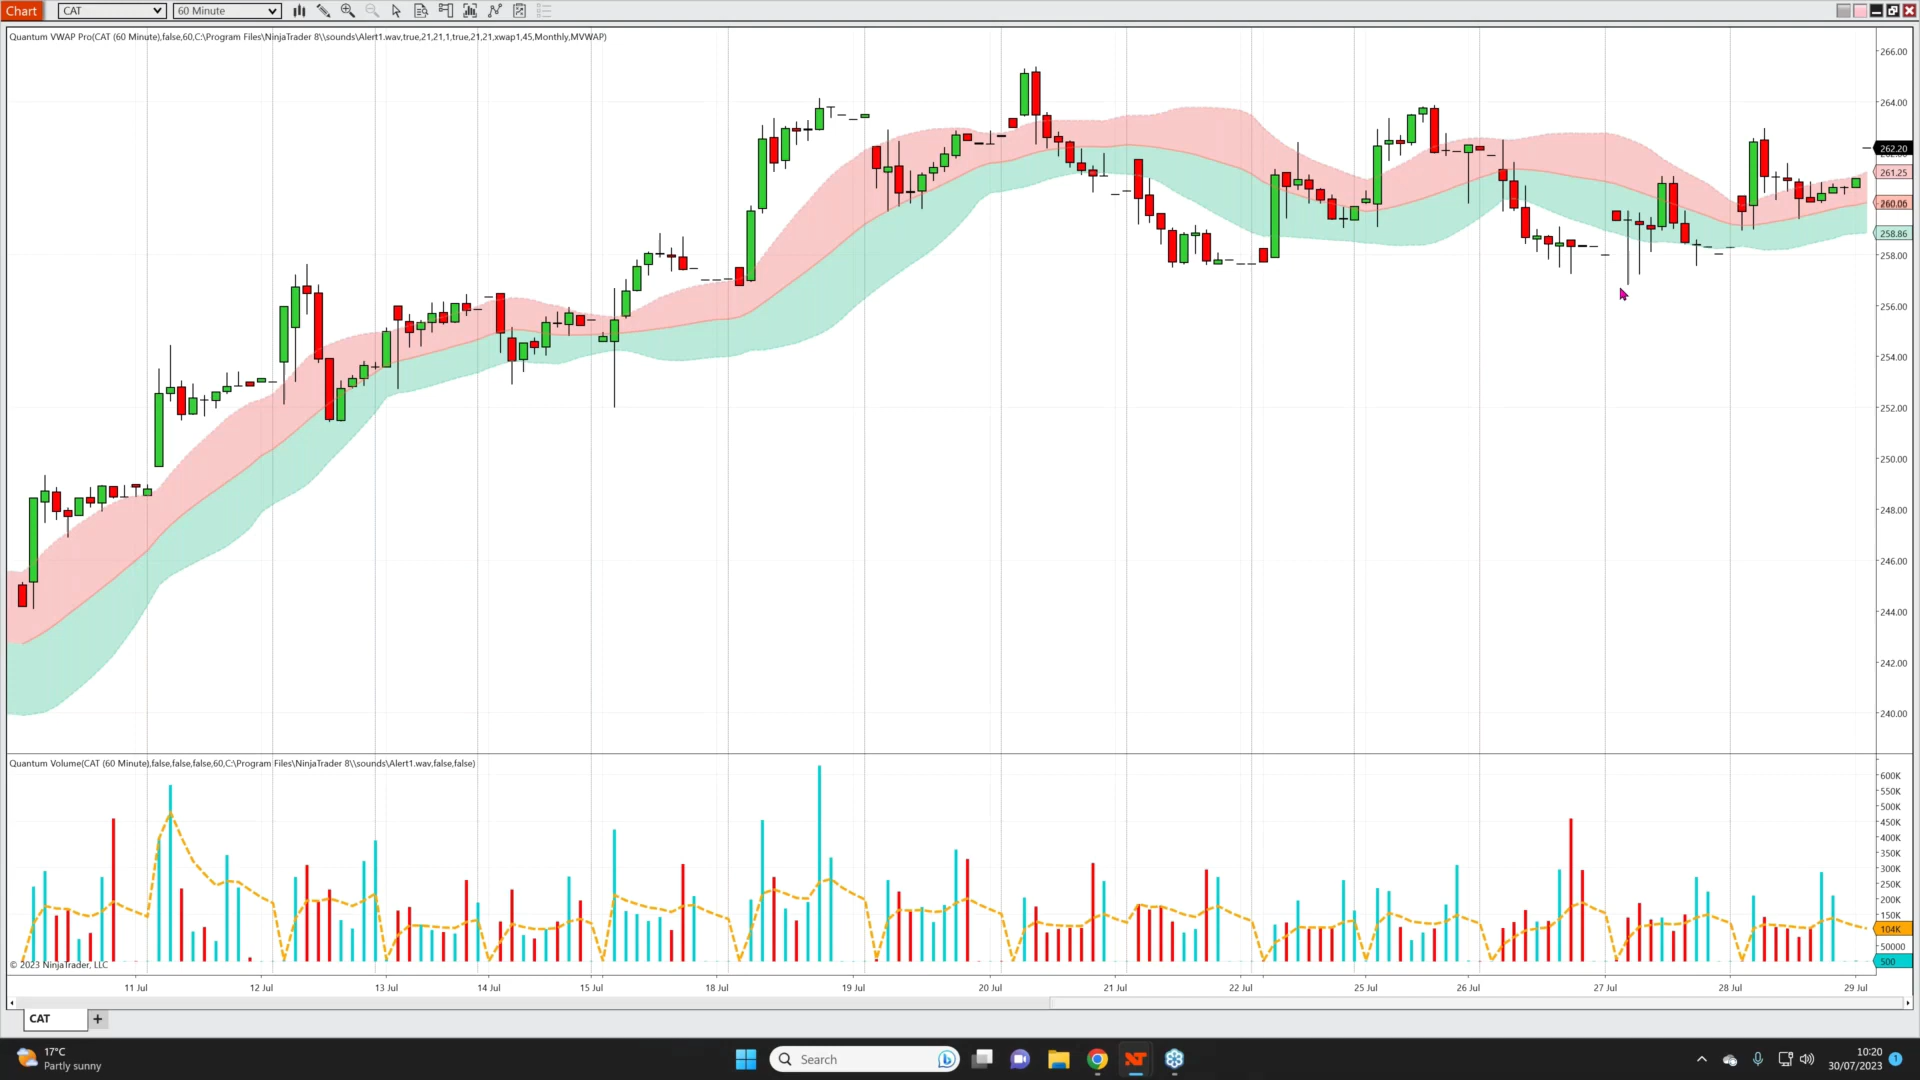 Chart CAT 60 Minute
Quantum VWAP Pro(CAT (60 Minute),false,60,C:\Program Files\NinjaTrader 8\\sounds\Alert1.wav,true,21,21,1,true,21,21,xwap1,45,Monthly,MVWAP)
266.00
264.00
262.20
261.25
260.06
258.86
258.00
256.00
254.00
252.00
250.00
248.00
246.00
244.00
242.00
240.00
Quantum Volume(CAT (60 Minute),false,false,false,60,C:\Program Files\NinjaTrader 8\\sounds\Alert1.wav,false,false)
600K
550K
500K
450K
400K
350K
300K
250K
200K
150K
104K
50000
500
© 2023 NinjaTrader, LLC
11 Jul 12 Jul 13 Jul 14 Jul 15 Jul 18 Jul 19 Jul 20 Jul 21 Jul 22 Jul 25 Jul 26 Jul 27 Jul 28 Jul 29 Jul
CAT +
17°C
Partly sunny
Search
10:20
30/07/2023
1